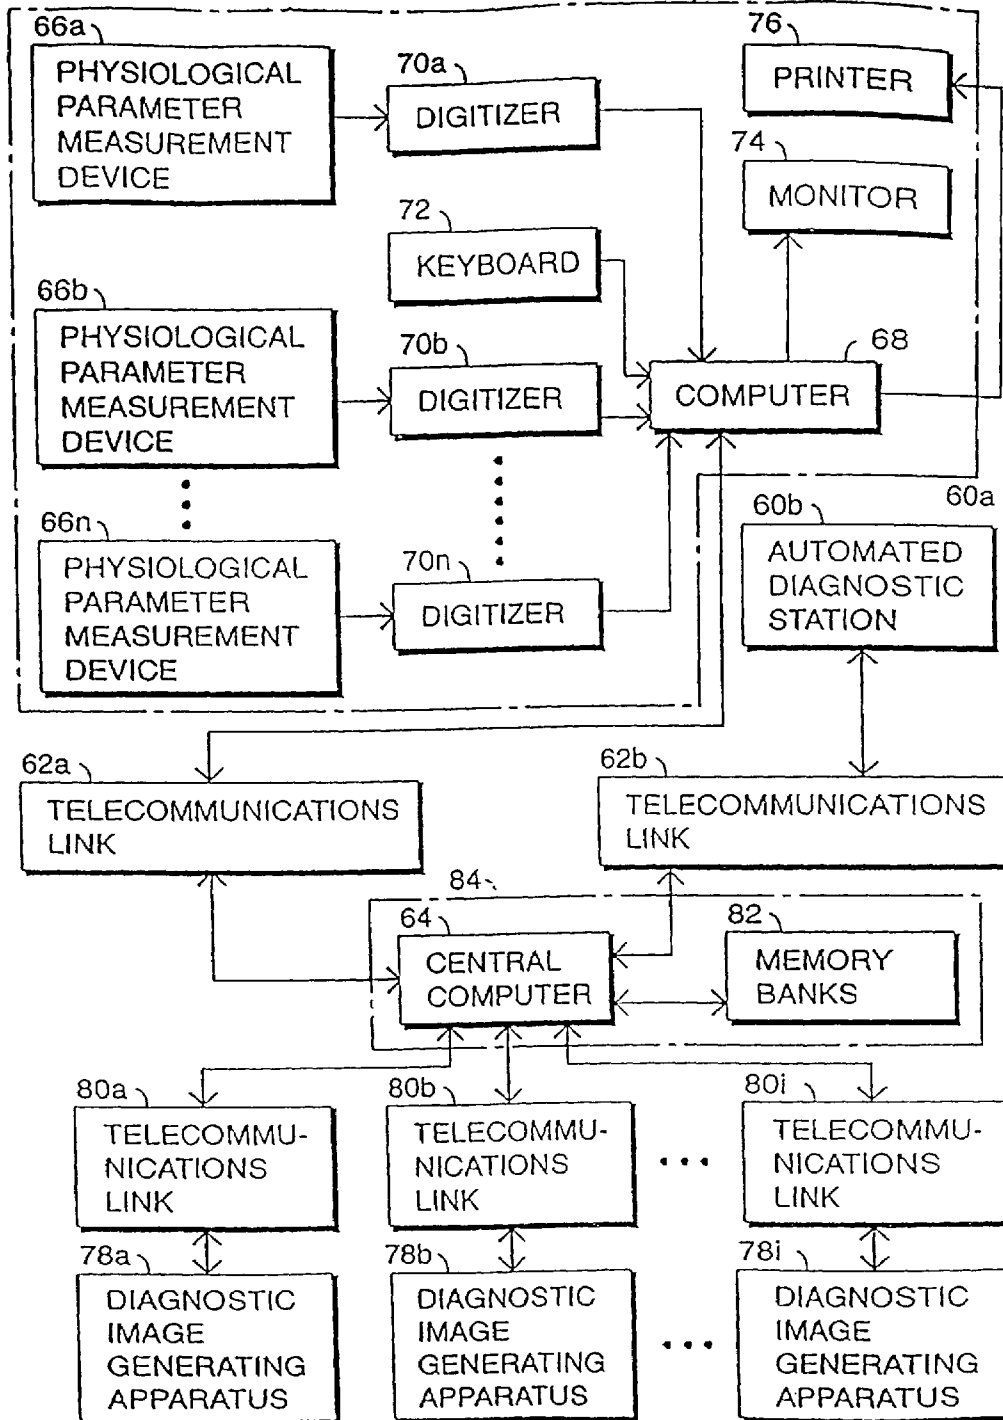 66a
PHYSIOLOGICAL
PARAMETER
MEASUREMENT
DEVICE
70a
DIGITIZER
76
PRINTER
74
MONITOR
72
KEYBOARD
66b
PHYSIOLOGICAL
PARAMETER
MEASUREMENT
DEVICE
70b
DIGITIZER
68
COMPUTER
66n
PHYSIOLOGICAL
PARAMETER
MEASUREMENT
DEVICE
70n
DIGITIZER
60a
60b
AUTOMATED
DIAGNOSTIC
STATION
62a
TELECOMMUNICATIONS
LINK
62b
TELECOMMUNICATIONS
LINK
84
64
CENTRAL
COMPUTER
82
MEMORY
BANKS
80a
TELECOMMU-
NICATIONS
LINK
80b
TELECOMMU-
NICATIONS
LINK
80i
TELECOMMU-
NICATIONS
LINK
78a
DIAGNOSTIC
IMAGE
GENERATING
APPARATUS
78b
DIAGNOSTIC
IMAGE
GENERATING
APPARATUS
78i
DIAGNOSTIC
IMAGE
GENERATING
APPARATUS